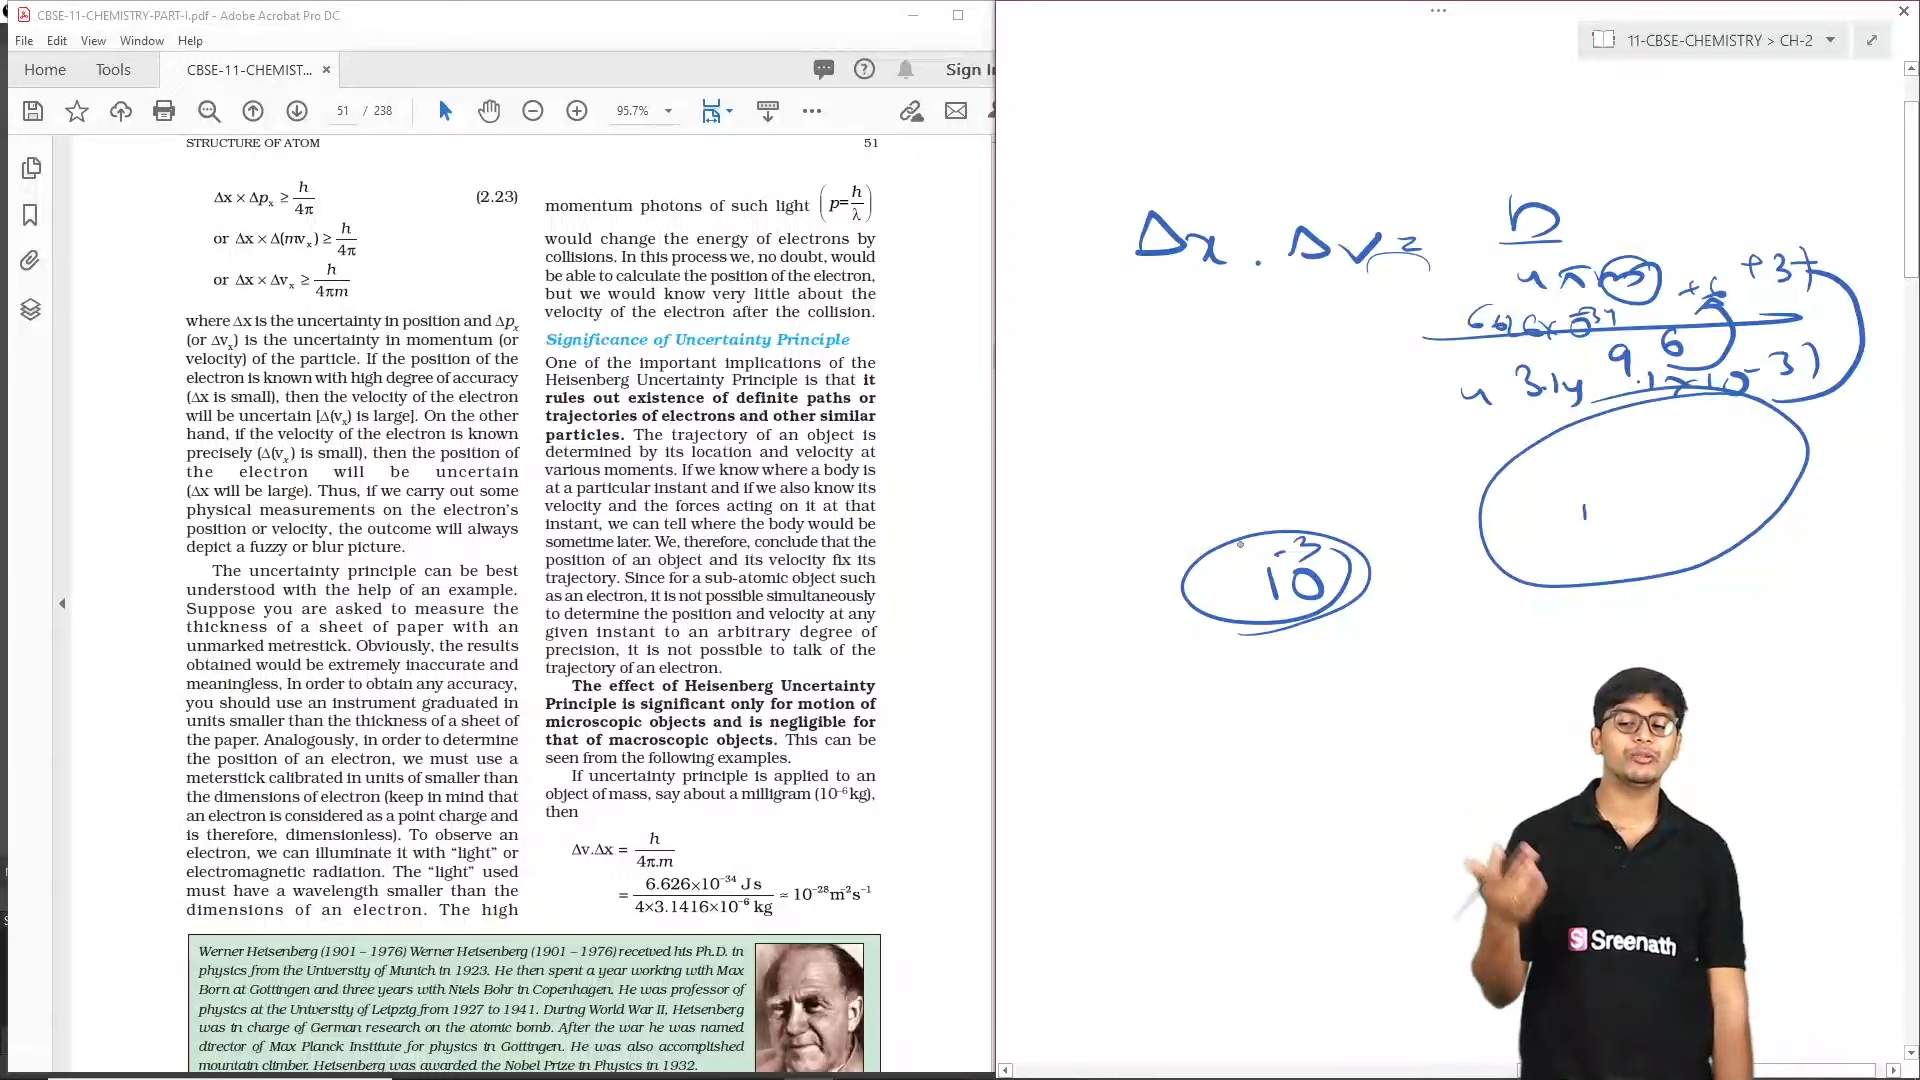 CBSE-11-CHEMISTRY-PART-I.pdf - Adobe Acrobat Pro DC
File Edit View Window Help
Home Tools CBSE-11-CHEMIST... × Sign In
51 / 238 95.7%
STRUCTURE OF ATOM 51
Δx × Δpₓ ≥ h/4π (2.23)
or Δx × Δ(mvₓ) ≥ h/4π
or Δx × Δvₓ ≥ h/4πm
where Δx is the uncertainty in position and Δpₓ
(or Δvₓ) is the uncertainty in momentum (or
velocity) of the particle. If the position of the
electron is known with high degree of accuracy
(Δx is small), then the velocity of the electron
will be uncertain [Δ(vₓ) is large]. On the other
hand, if the velocity of the electron is known
precisely (Δ(vₓ) is small), then the position of
the electron will be uncertain
(Δx will be large). Thus, if we carry out some
physical measurements on the electron's
position or velocity, the outcome will always
depict a fuzzy or blur picture.
The uncertainty principle can be best
understood with the help of an example.
Suppose you are asked to measure the
thickness of a sheet of paper with an
unmarked metrestick. Obviously, the results
obtained would be extremely inaccurate and
meaningless, In order to obtain any accuracy,
you should use an instrument graduated in
units smaller than the thickness of a sheet of
the paper. Analogously, in order to determine
the position of an electron, we must use a
meterstick calibrated in units of smaller than
the dimensions of electron (keep in mind that
an electron is considered as a point charge and
is therefore, dimensionless). To observe an
electron, we can illuminate it with "light" or
electromagnetic radiation. The "light" used
must have a wavelength smaller than the
dimensions of an electron. The high
momentum photons of such light (p=h/λ)
would change the energy of electrons by
collisions. In this process we, no doubt, would
be able to calculate the position of the electron,
but we would know very little about the
velocity of the electron after the collision.
Significance of Uncertainty Principle
One of the important implications of the
Heisenberg Uncertainty Principle is that it
rules out existence of definite paths or
trajectories of electrons and other similar
particles. The trajectory of an object is
determined by its location and velocity at
various moments. If we know where a body is
at a particular instant and if we also know its
velocity and the forces acting on it at that
instant, we can tell where the body would be
sometime later. We, therefore, conclude that the
position of an object and its velocity fix its
trajectory. Since for a sub-atomic object such
as an electron, it is not possible simultaneously
to determine the position and velocity at any
given instant to an arbitrary degree of
precision, it is not possible to talk of the
trajectory of an electron.
The effect of Heisenberg Uncertainty
Principle is significant only for motion of
microscopic objects and is negligible for
that of macroscopic objects. This can be
seen from the following examples.
If uncertainty principle is applied to an
object of mass, say about a milligram (10⁻⁶ kg),
then
Δv.Δx = h/4π.m
= 6.626×10⁻³⁴ J s/4×3.1416×10⁻⁶ kg ≈ 10⁻²⁸m⁻²s⁻¹
Werner Heisenberg (1901 – 1976) Werner Heisenberg (1901 – 1976) received his Ph.D. in
physics from the University of Munich in 1923. He then spent a year working with Max
Born at Gottingen and three years with Niels Bohr in Copenhagen. He was professor of
physics at the University of Leipzig from 1927 to 1941. During World War II, Heisenberg
was in charge of German research on the atomic bomb. After the war he was named
director of Max Planck Institute for physics in Gottingen. He was also accomplished
mountain climber. Heisenberg was awarded the Nobel Prize in Physics in 1932.
11-CBSE-CHEMISTRY > CH-2
Δx . Δv = h
4πm
4 3.14 9.1×10⁻³¹
10⁻³
Sreenath